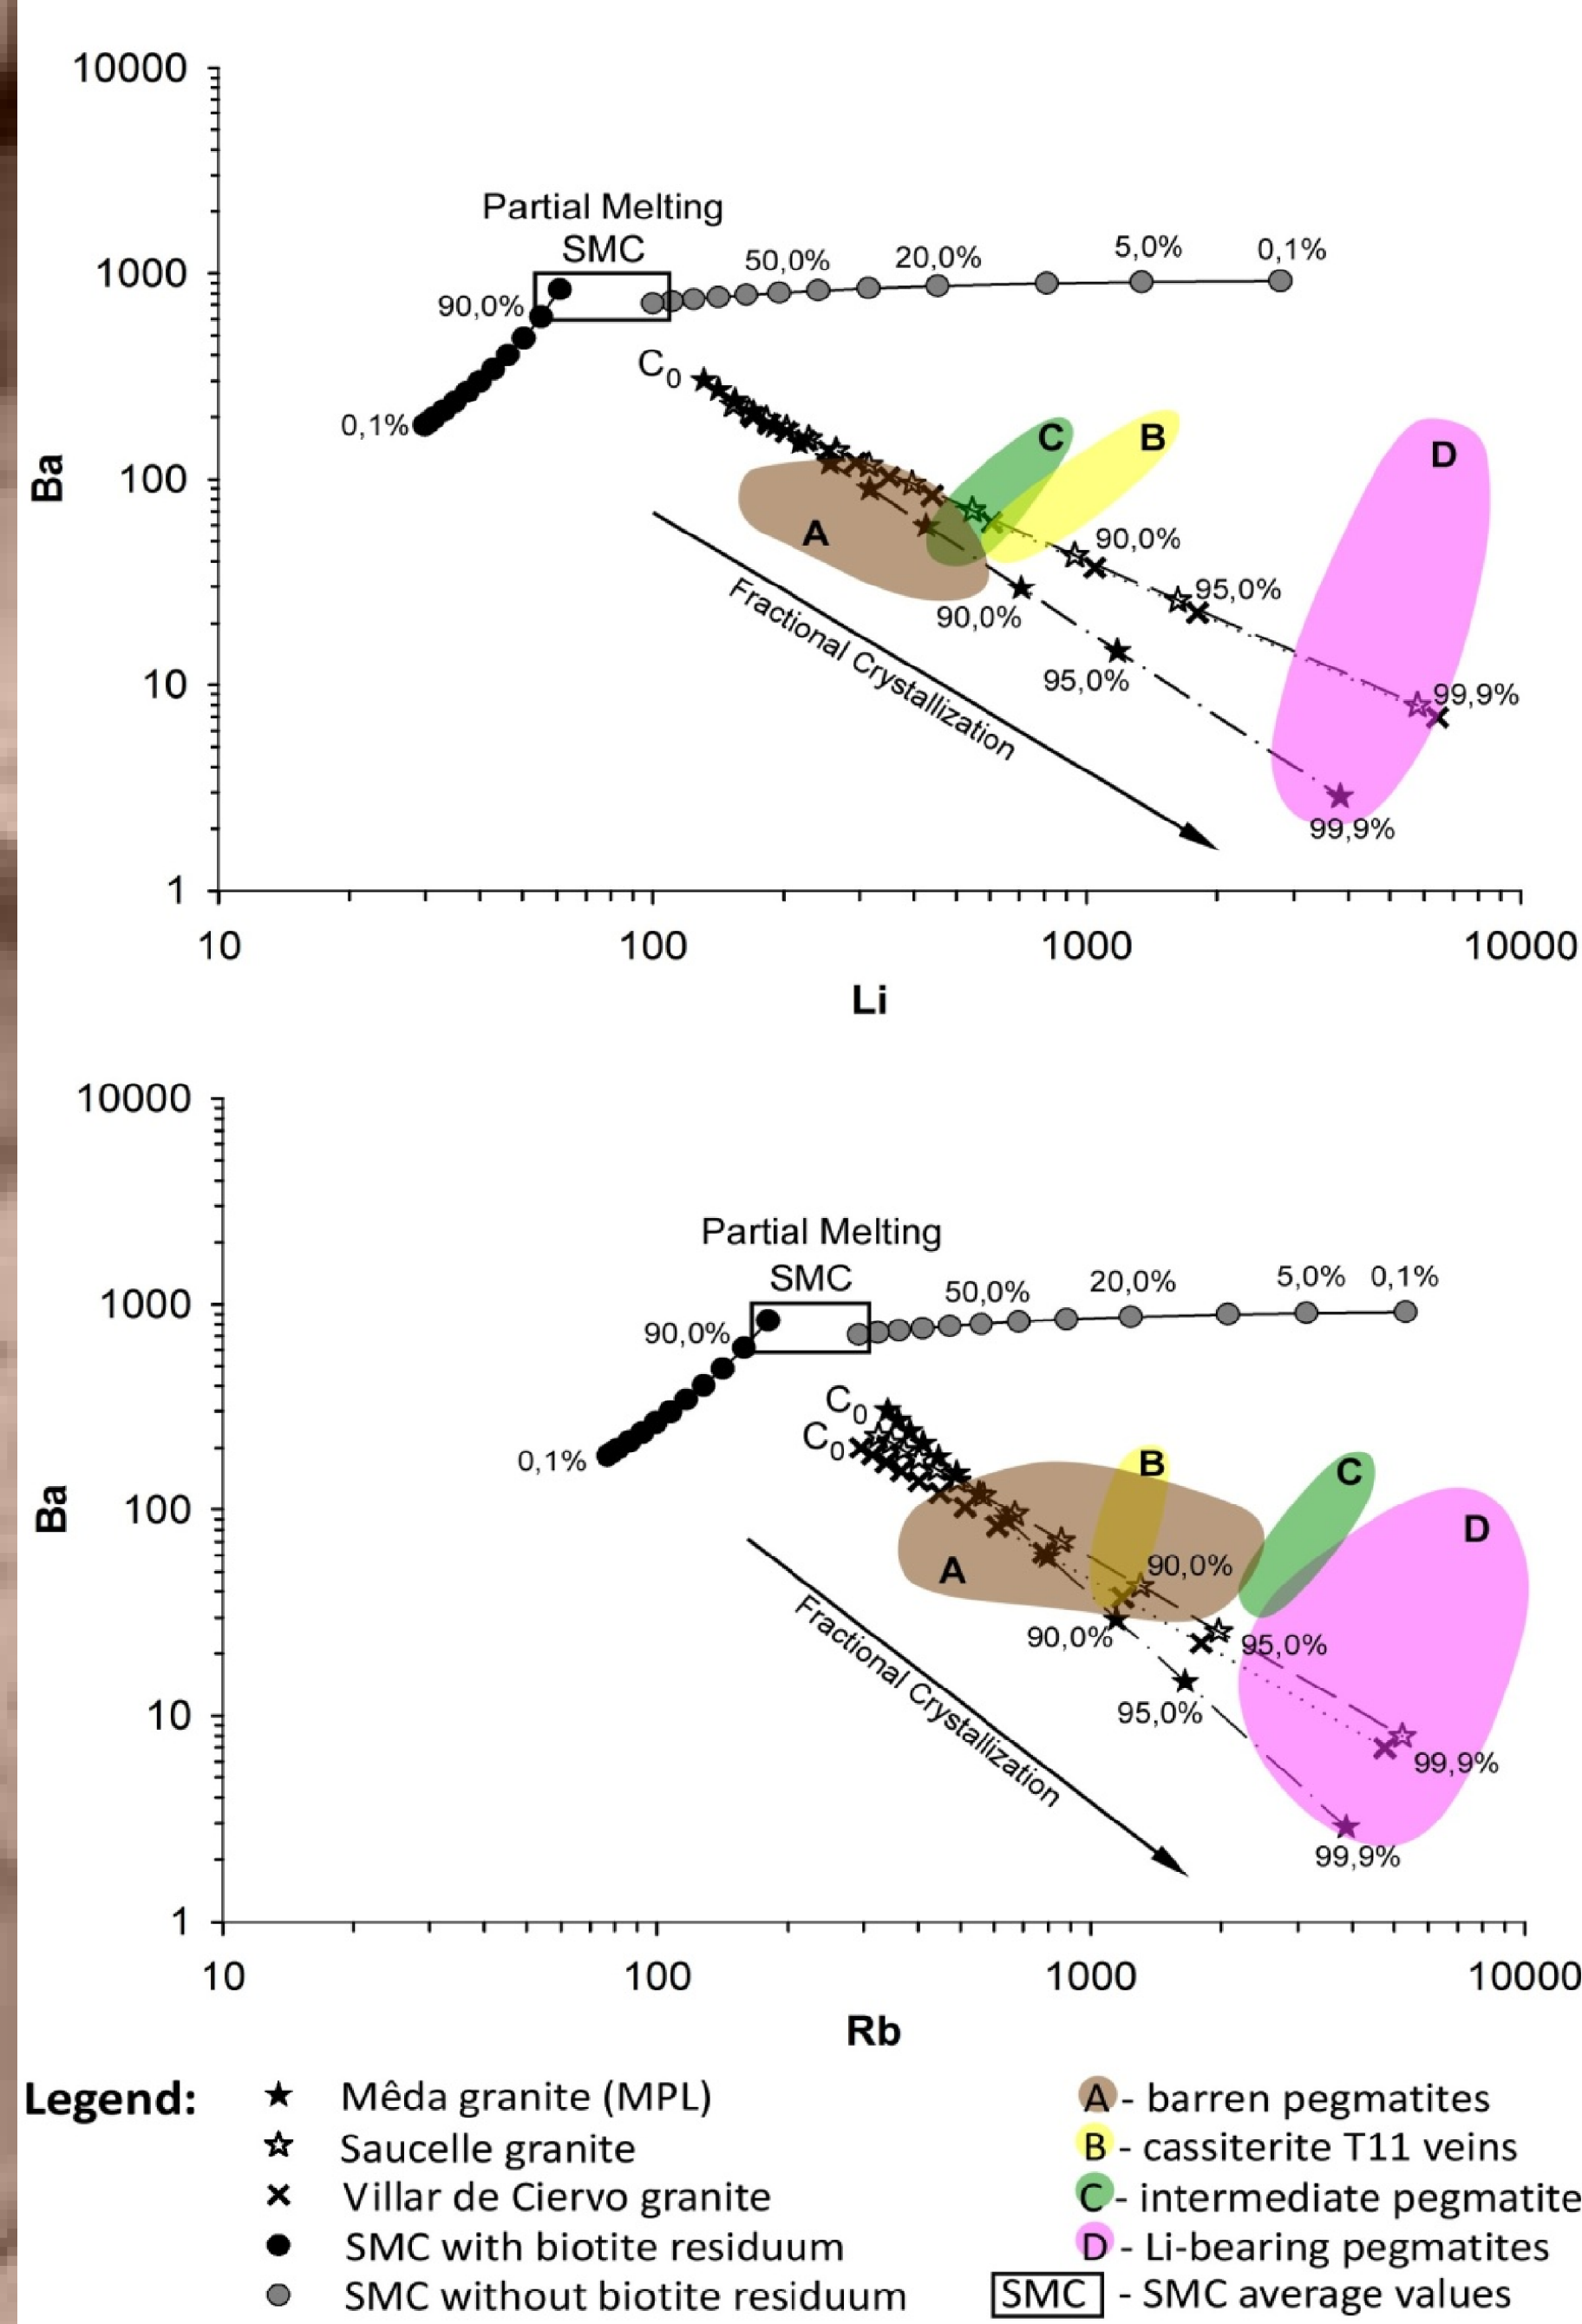 10000
Partial Melting
SMC
50,0% 20,0% 5,0% 0,1%
1000
90,0%
C0
0,1%
Ba
100
C B D
A
90,0%
95,0%
90,0%
Fractional Crystallization
95,0%
10
99,9%
99,9%
1
10 100 1000 10000
Li
10000
Partial Melting
SMC
50,0% 20,0% 5,0% 0,1%
1000
90,0%
C0
C0
0,1%
B C
Ba
100
D
A
90,0%
90,0%
95,0%
Fractional Crystallization
95,0%
10
99,9%
99,9%
1
10 100 1000 10000
Rb
Legend:
Mêda granite (MPL)
Saucelle granite
Villar de Ciervo granite
SMC with biotite residuum
SMC without biotite residuum
A - barren pegmatites
B - cassiterite T11 veins
C - intermediate pegmatite
D - Li-bearing pegmatites
SMC - SMC average values